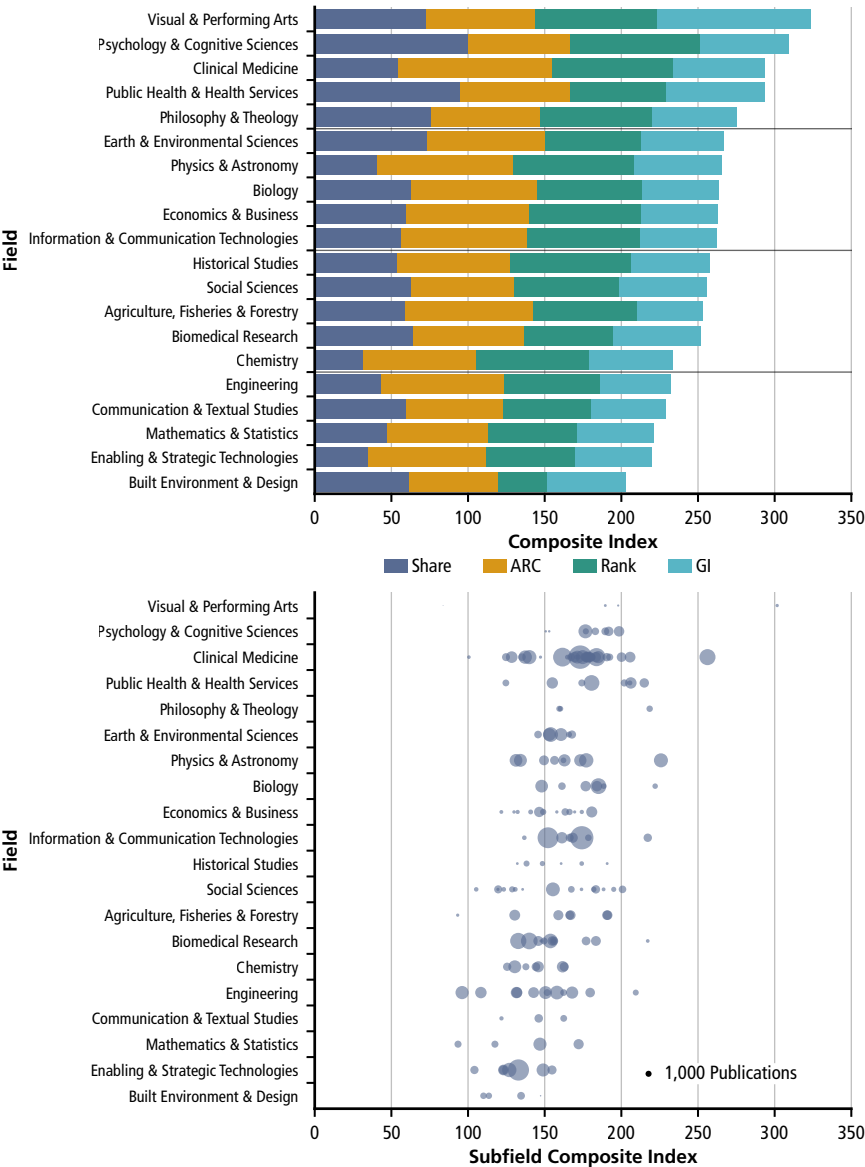 Visual & Performing Arts
Psychology & Cognitive Sciences
Clinical Medicine
Public Health & Health Services
Philosophy & Theology
Earth & Environmental Sciences
Physics & Astronomy
Biology
Economics & Business
Information & Communication Technologies
Historical Studies
Social Sciences
Agriculture, Fisheries & Forestry
Biomedical Research
Chemistry
Engineering
Communication & Textual Studies
Mathematics & Statistics
Enabling & Strategic Technologies
Built Environment & Design
Field
0 50 100 150 200 250 300 350
Composite Index
Share ARC Rank GI
Visual & Performing Arts
Psychology & Cognitive Sciences
Clinical Medicine
Public Health & Health Services
Philosophy & Theology
Earth & Environmental Sciences
Physics & Astronomy
Biology
Economics & Business
Information & Communication Technologies
Historical Studies
Social Sciences
Agriculture, Fisheries & Forestry
Biomedical Research
Chemistry
Engineering
Communication & Textual Studies
Mathematics & Statistics
Enabling & Strategic Technologies
Built Environment & Design
Field
1,000 Publications
0 50 100 150 200 250 300 350
Subfield Composite Index